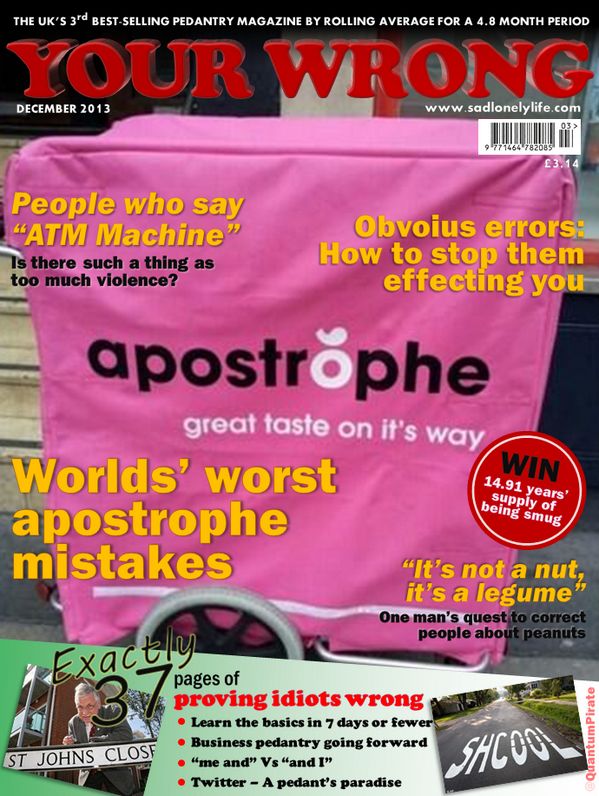 THE UK'S 3rd BEST-SELLING PEDANTRY MAGAZINE BY ROLLING AVERAGE FOR A 4.8 MONTH PERIOD
YOUR WRONG
DECEMBER 2013
www.sadlonelylife.com
03>
9 771464 782085
£3.14
People who say
"ATM Machine"
Is there such a thing as
too much violence?
Obvoius errors:
How to stop them
effecting you
apostrophe
great taste on it's way
Worlds' worst
apostrophe
mistakes
WIN
14.91 years'
supply of
being smug
"It's not a nut,
it's a legume"
One man's quest to correct
people about peanuts
Exactly
37
pages of
proving idiots wrong
• Learn the basics in 7 days or fewer
• Business pedantry going forward
• "me and" Vs "and I"
• Twitter – A pedant's paradise
ST JOHNS CLOSE
SHCOOL
@QuantumPirate